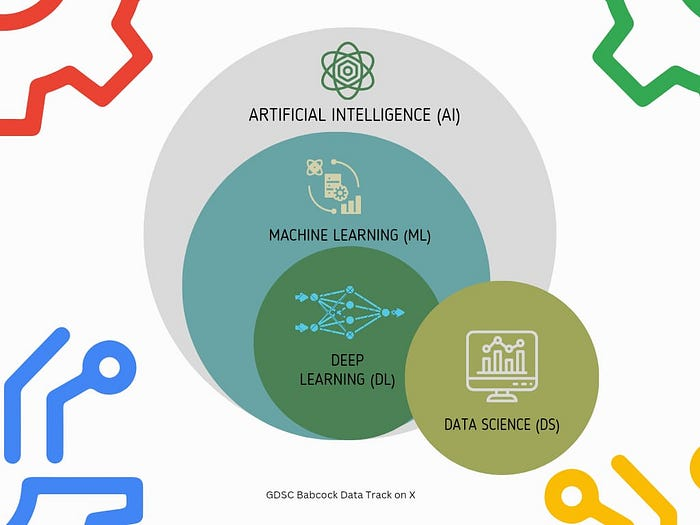 ARTIFICIAL INTELLIGENCE (AI)
MACHINE LEARNING (ML)
DEEP
LEARNING (DL)
DATA SCIENCE (DS)
GDSC Babcock Data Track on X